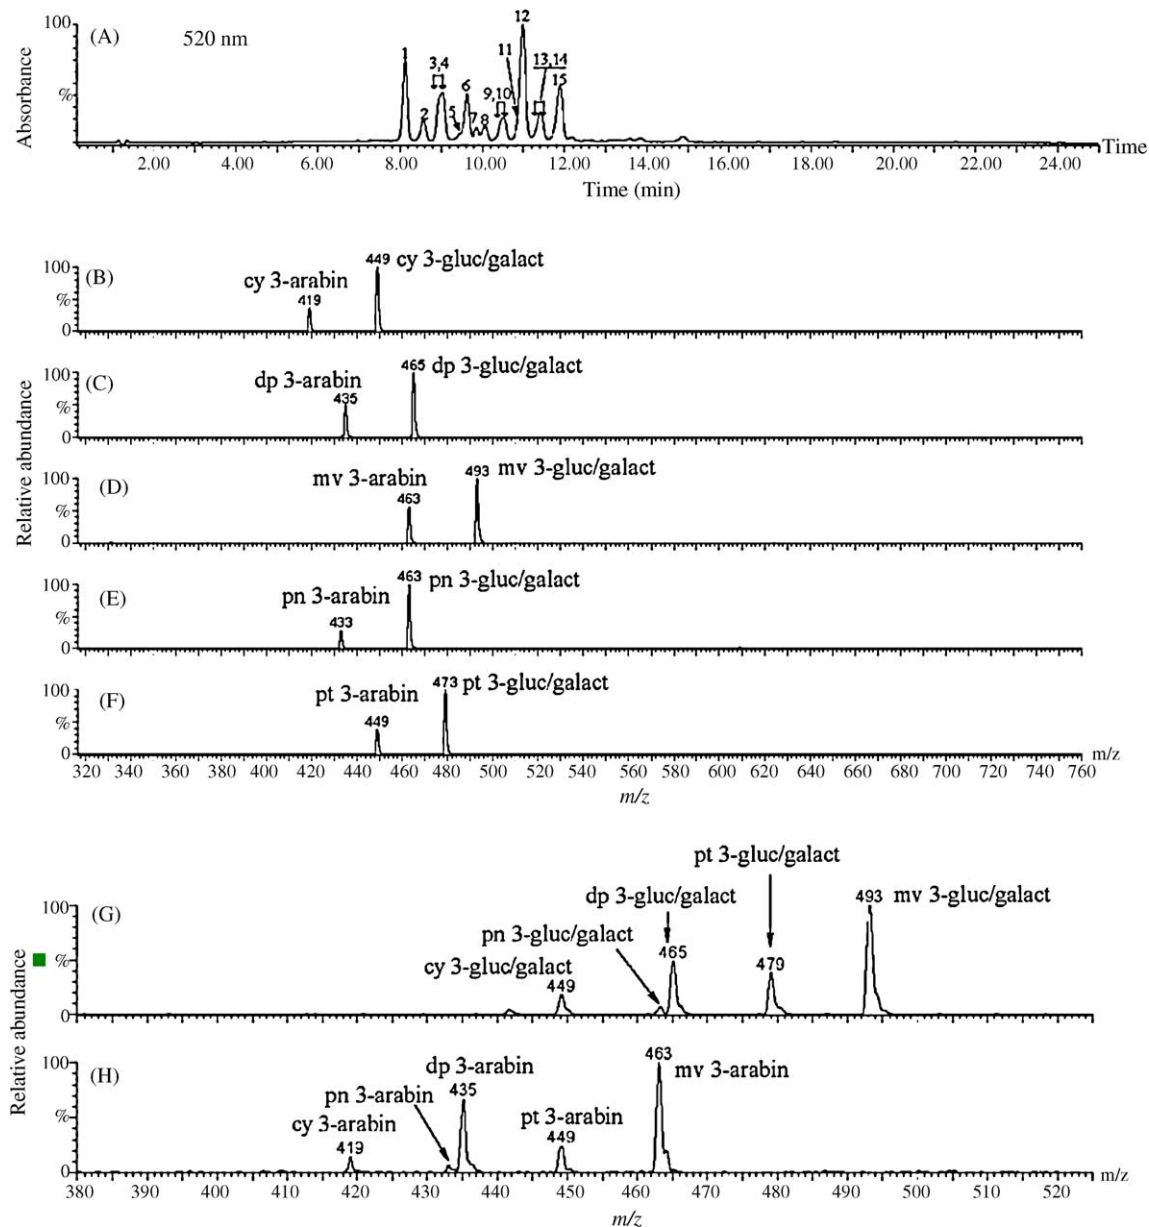 (A) 520 nm
100
%
Absorbance
1
2
3,4
5
6
7
8
9,10
11
12
13,14
15
2.00 4.00 6.00 8.00 10.00 12.00 14.00 16.00 18.00 20.00 22.00 24.00
Time
Time (min)
Relative abundance
(B)
100
%
0
cy 3-arabin
419
449 cy 3-gluc/galact
(C)
100
%
0
dp 3-arabin
435
465 dp 3-gluc/galact
(D)
100
%
0
mv 3-arabin
463
493 mv 3-gluc/galact
(E)
100
%
0
pn 3-arabin
433
463 pn 3-gluc/galact
(F)
100
%
0
pt 3-arabin
449
473 pt 3-gluc/galact
m/z
320 340 360 380 400 420 440 460 480 500 520 540 560 580 600 620 640 660 680 700 720 740 760
m/z
Relative abundance
(G)
100
%
0
cy 3-gluc/galact
449
pn 3-gluc/galact
dp 3-gluc/galact
465
pt 3-gluc/galact
479
493 mv 3-gluc/galact
Relative abundance
(H)
100
%
0
cy 3-arabin
419
pn 3-arabin
dp 3-arabin
435
pt 3-arabin
449
463 mv 3-arabin
m/z
380 390 400 410 420 430 440 450 460 470 480 490 500 510 520
m/z